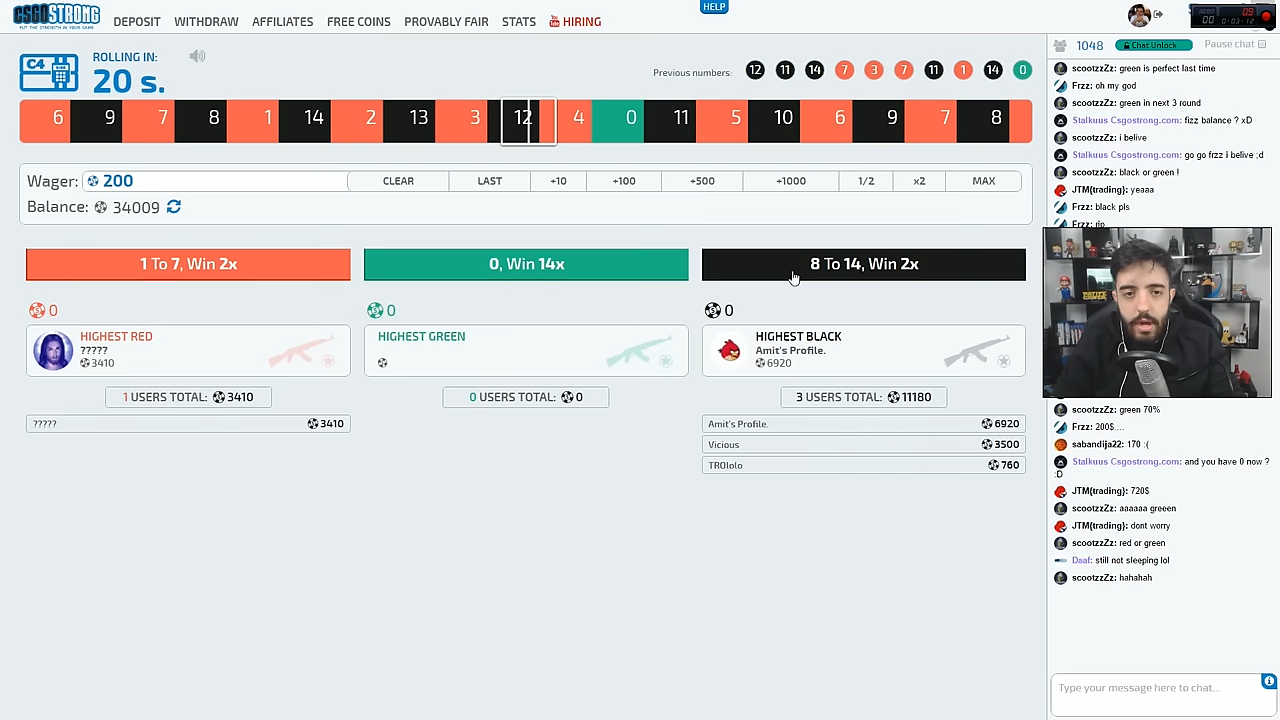 CSGOSTRONG
DEPOSIT WITHDRAW AFFILIATES FREE COINS PROVABLY FAIR STATS HIRING
HELP
ROLLING IN:
20 s.
C4
Previous numbers: 12 11 14 7 3 7 11 1 14 0
6 9 7 8 1 14 2 13 3 12 4 0 11 5 10 6 9 7 8
Wager: 200 CLEAR LAST +10 +100 +500 +1000 1/2 x2 MAX
Balance: 34009
1 To 7, Win 2x
0, Win 14x
8 To 14, Win 2x
0
0
0
HIGHEST RED
?????
3410
HIGHEST GREEN
HIGHEST BLACK
Amit's Profile.
6920
1 USERS TOTAL: 3410
0 USERS TOTAL: 0
3 USERS TOTAL: 11180
????? 3410
Amit's Profile. 6920
Vicious 3500
TROlolo 760
1048 Chat Unlock Pause chat
scootzzZz: green is perfect last time
Frzz: oh my god
scootzzZz: green in next 3 round
Stalkuus Csgostrong.com: fizz balance ? xD
scootzzZz: i belive
Stalkuus Csgostrong.com: go go frzz i belive ;d
scootzzZz: black or green !
JTM(trading): yeaaa
Frzz: black pls
Frzz: rip
scootzzZz: green 70%
Frzz: 200$....
sabandija22: 170 :(
Stalkuus Csgostrong.com: and you have 0 now ?
:D
JTM(trading): 720$
scootzzZz: aaaaaa greeen
JTM(trading): dont worry
scootzzZz: red or green
Daaf: still not sleeping lol
scootzzZz: hahahah
Type your message here to chat...